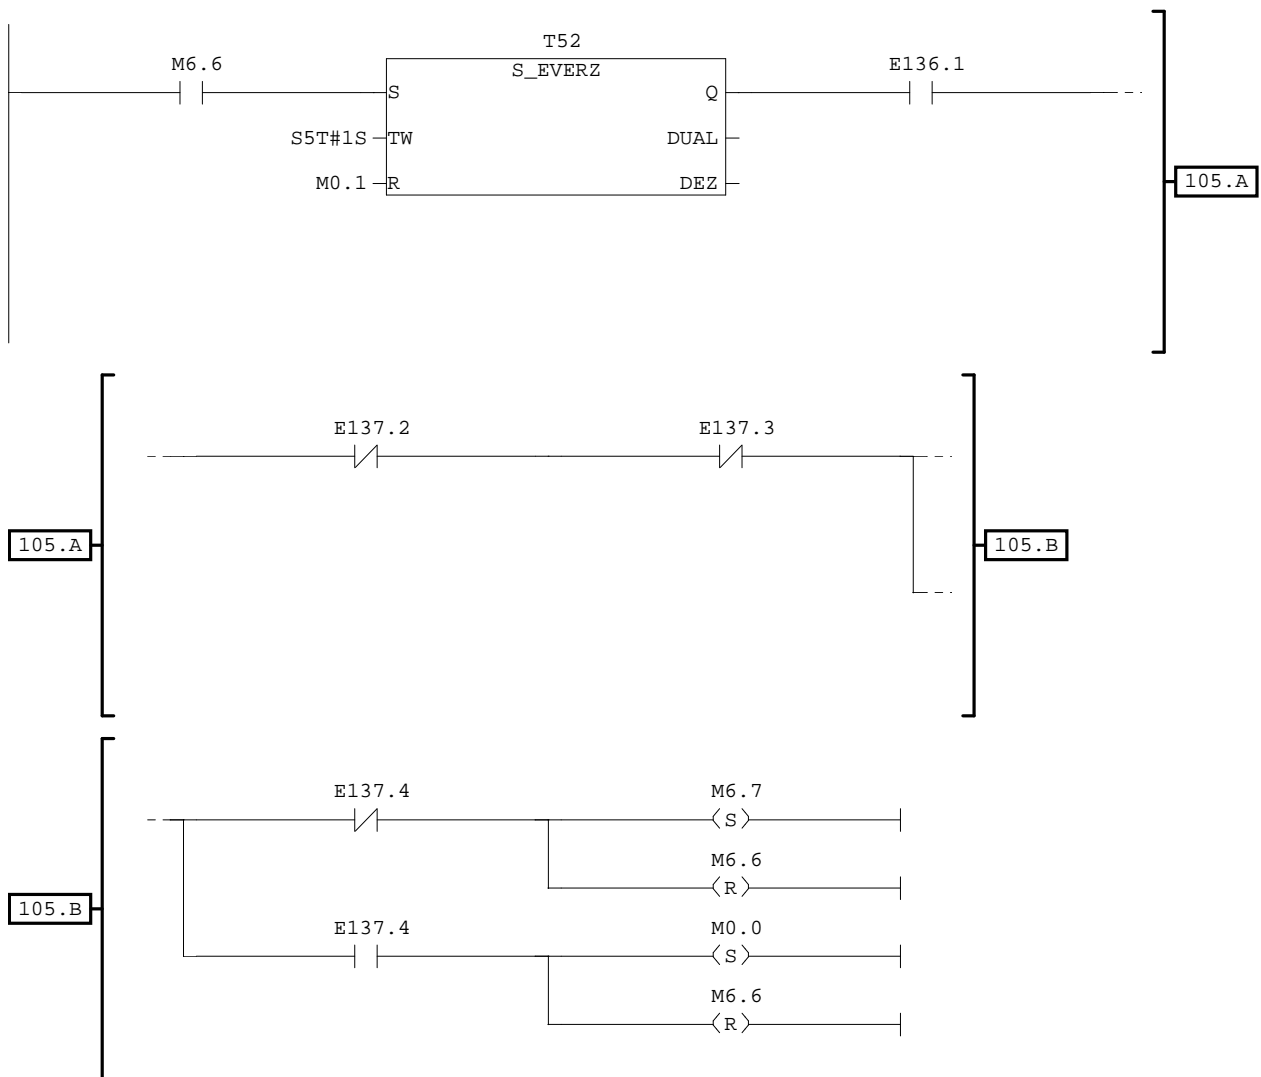 T52
M6.6
S_EVERZ
E136.1
S
Q
S5T#1S
TW
DUAL
M0.1
R
DEZ
105.A
E137.2
E137.3
105.A
105.B
E137.4
M6.7
S
M6.6
R
105.B
E137.4
M0.0
S
M6.6
R